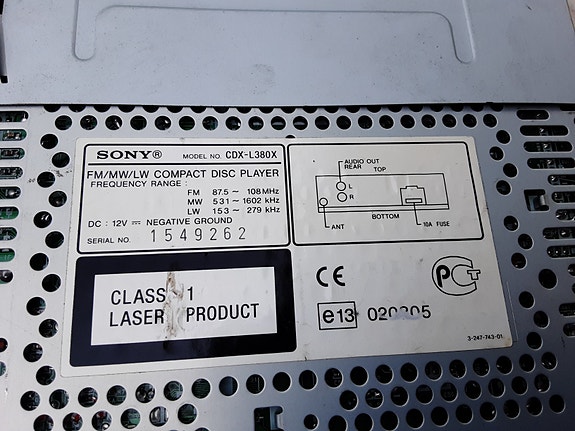 SONY® MODEL NO. CDX-L380X
FM/MW/LW COMPACT DISC PLAYER
FREQUENCY RANGE :
FM 87.5 ~ 108 MHz
MW 531 ~ 1602 kHz
LW 153 ~ 279 kHz
DC : 12V ⎓ NEGATIVE GROUND
SERIAL NO. 1549262
AUDIO OUT
REAR
TOP
L
R
ANT
BOTTOM
10A FUSE
CLASS 1
LASER PRODUCT
CE
PCT
e13 020205
3-247-743-01